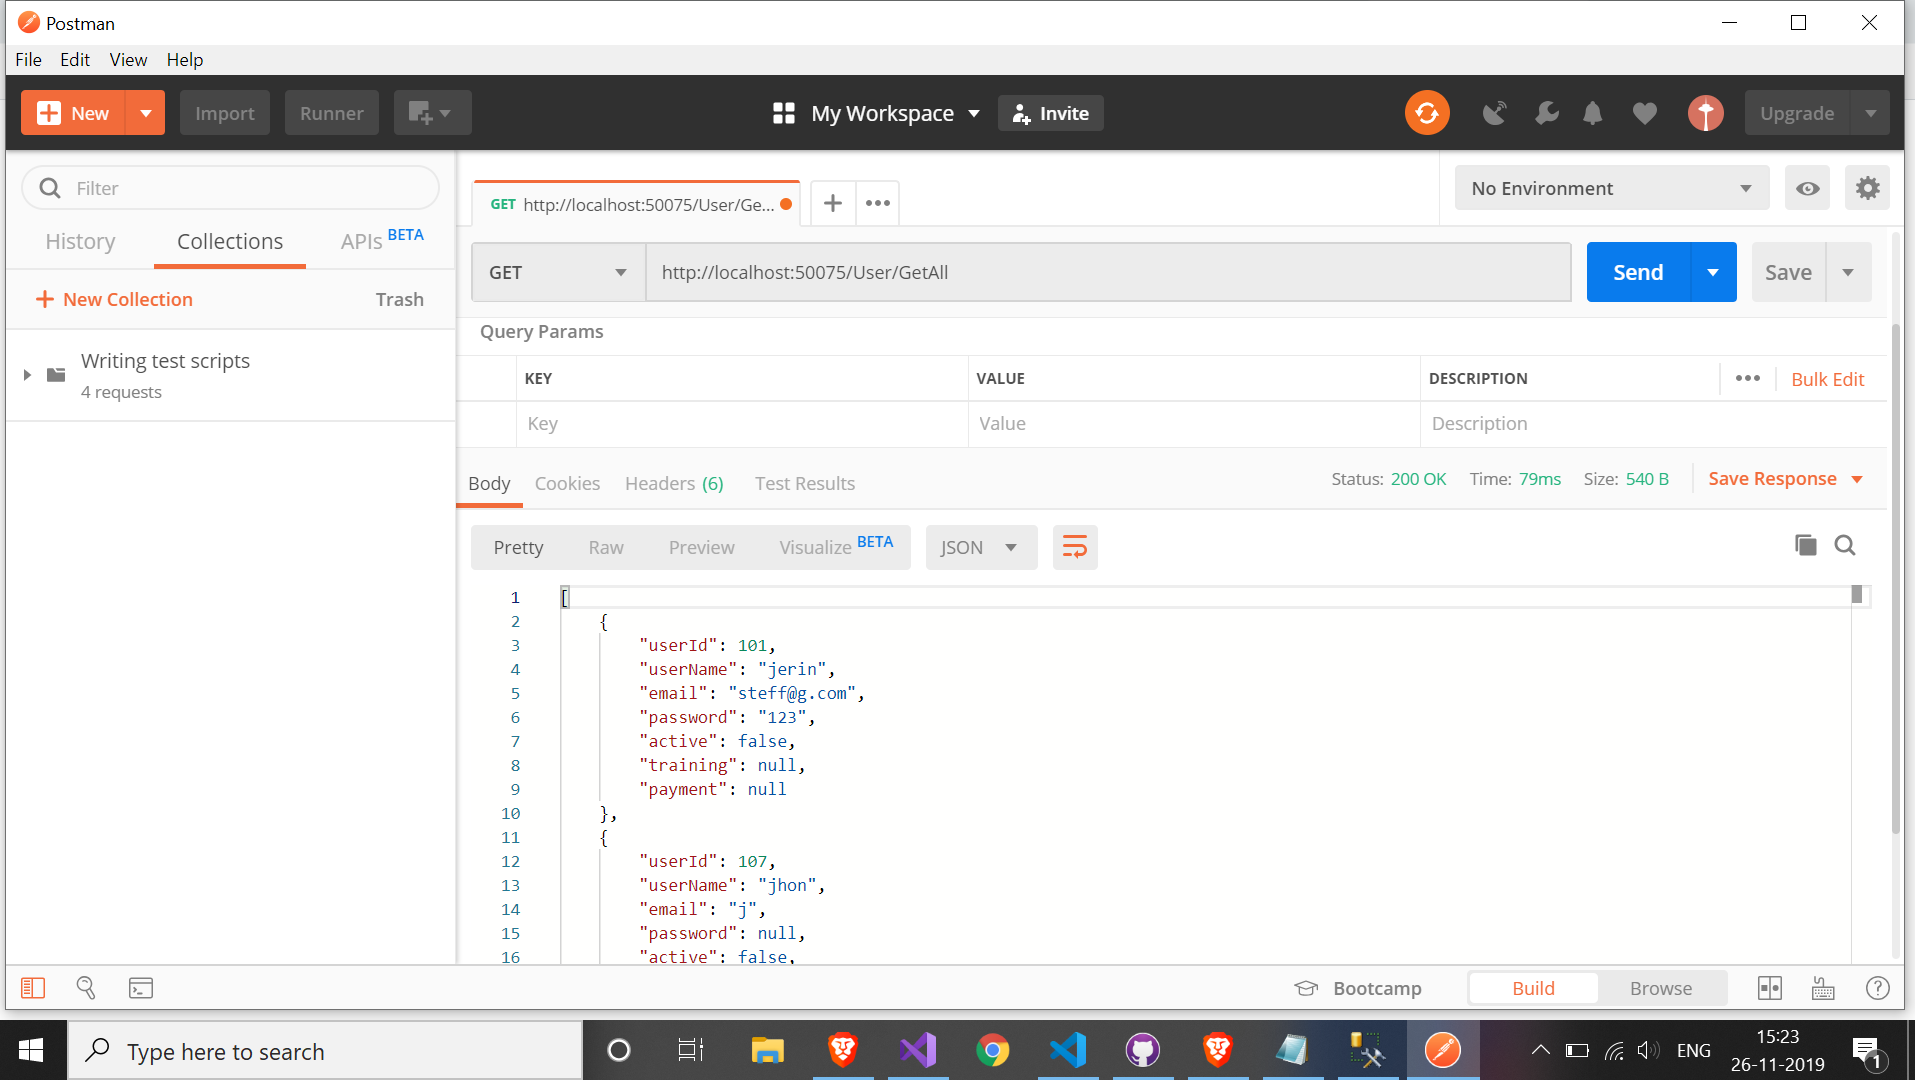 Postman
File Edit View Help
New Import Runner My Workspace Invite Upgrade
Filter
History Collections APIs BETA
New Collection Trash
Writing test scripts
4 requests
GET http://localhost:50075/User/Ge... No Environment
GET http://localhost:50075/User/GetAll Send Save
Query Params
KEY VALUE DESCRIPTION Bulk Edit
Key Value Description
Body Cookies Headers (6) Test Results Status: 200 OK Time: 79ms Size: 540 B Save Response
Pretty Raw Preview Visualize BETA JSON
1 [
2 {
3 "userId": 101,
4 "userName": "jerin",
5 "email": "steff@g.com",
6 "password": "123",
7 "active": false,
8 "training": null,
9 "payment": null
10 },
11 {
12 "userId": 107,
13 "userName": "jhon",
14 "email": "j",
15 "password": null,
16 "active": false,
Bootcamp Build Browse
Type here to search ENG 15:23
26-11-2019 1